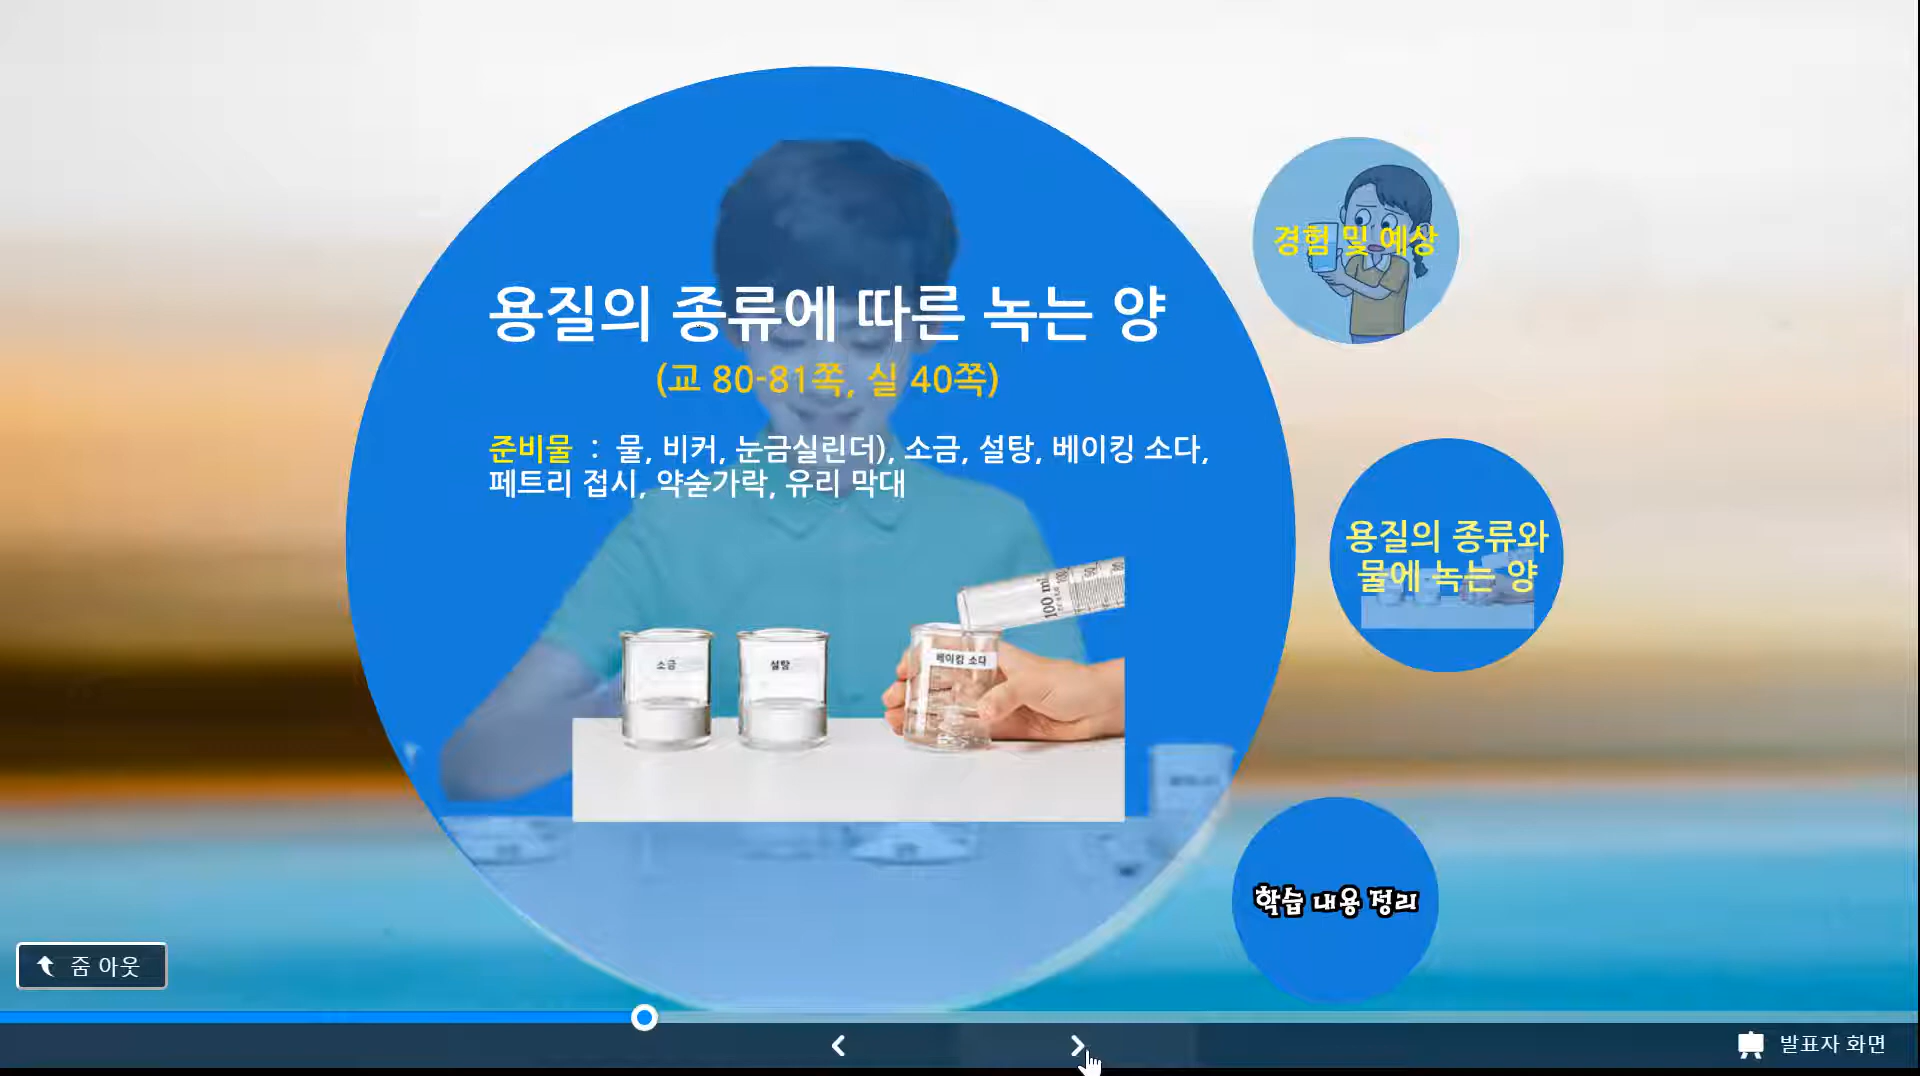 용질의 종류에 따른 녹는 양
(교 80-81쪽, 실 40쪽)
준비물 : 물, 비커, 눈금실린더), 소금, 설탕, 베이킹 소다,
페트리 접시, 약숟가락, 유리 막대
100 ml
소금
설탕
베이킹 소다
경험 및 예상
용질의 종류와
물에 녹는 양
학습 내용 정리
줌 아웃
발표자 화면